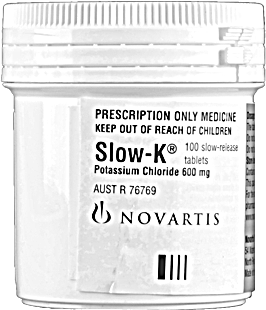 PRESCRIPTION ONLY MEDICINE
KEEP OUT OF REACH OF CHILDREN
Slow-K® 100 slow-release
tablets
Potassium Chloride 600 mg
AUST R 76769
NOVARTIS